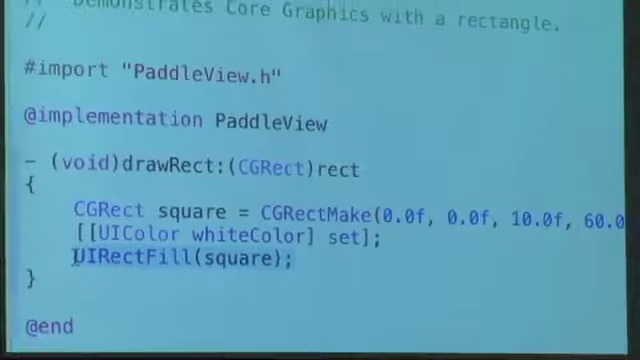 Demonstrates Core Graphics with a rectangle.
//
#import "PaddleView.h"
@implementation PaddleView
- (void)drawRect:(CGRect)rect
{
CGRect square = CGRectMake(0.0f, 0.0f, 10.0f, 60.0
[[UIColor whiteColor] set];
UIRectFill(square);
}
@end